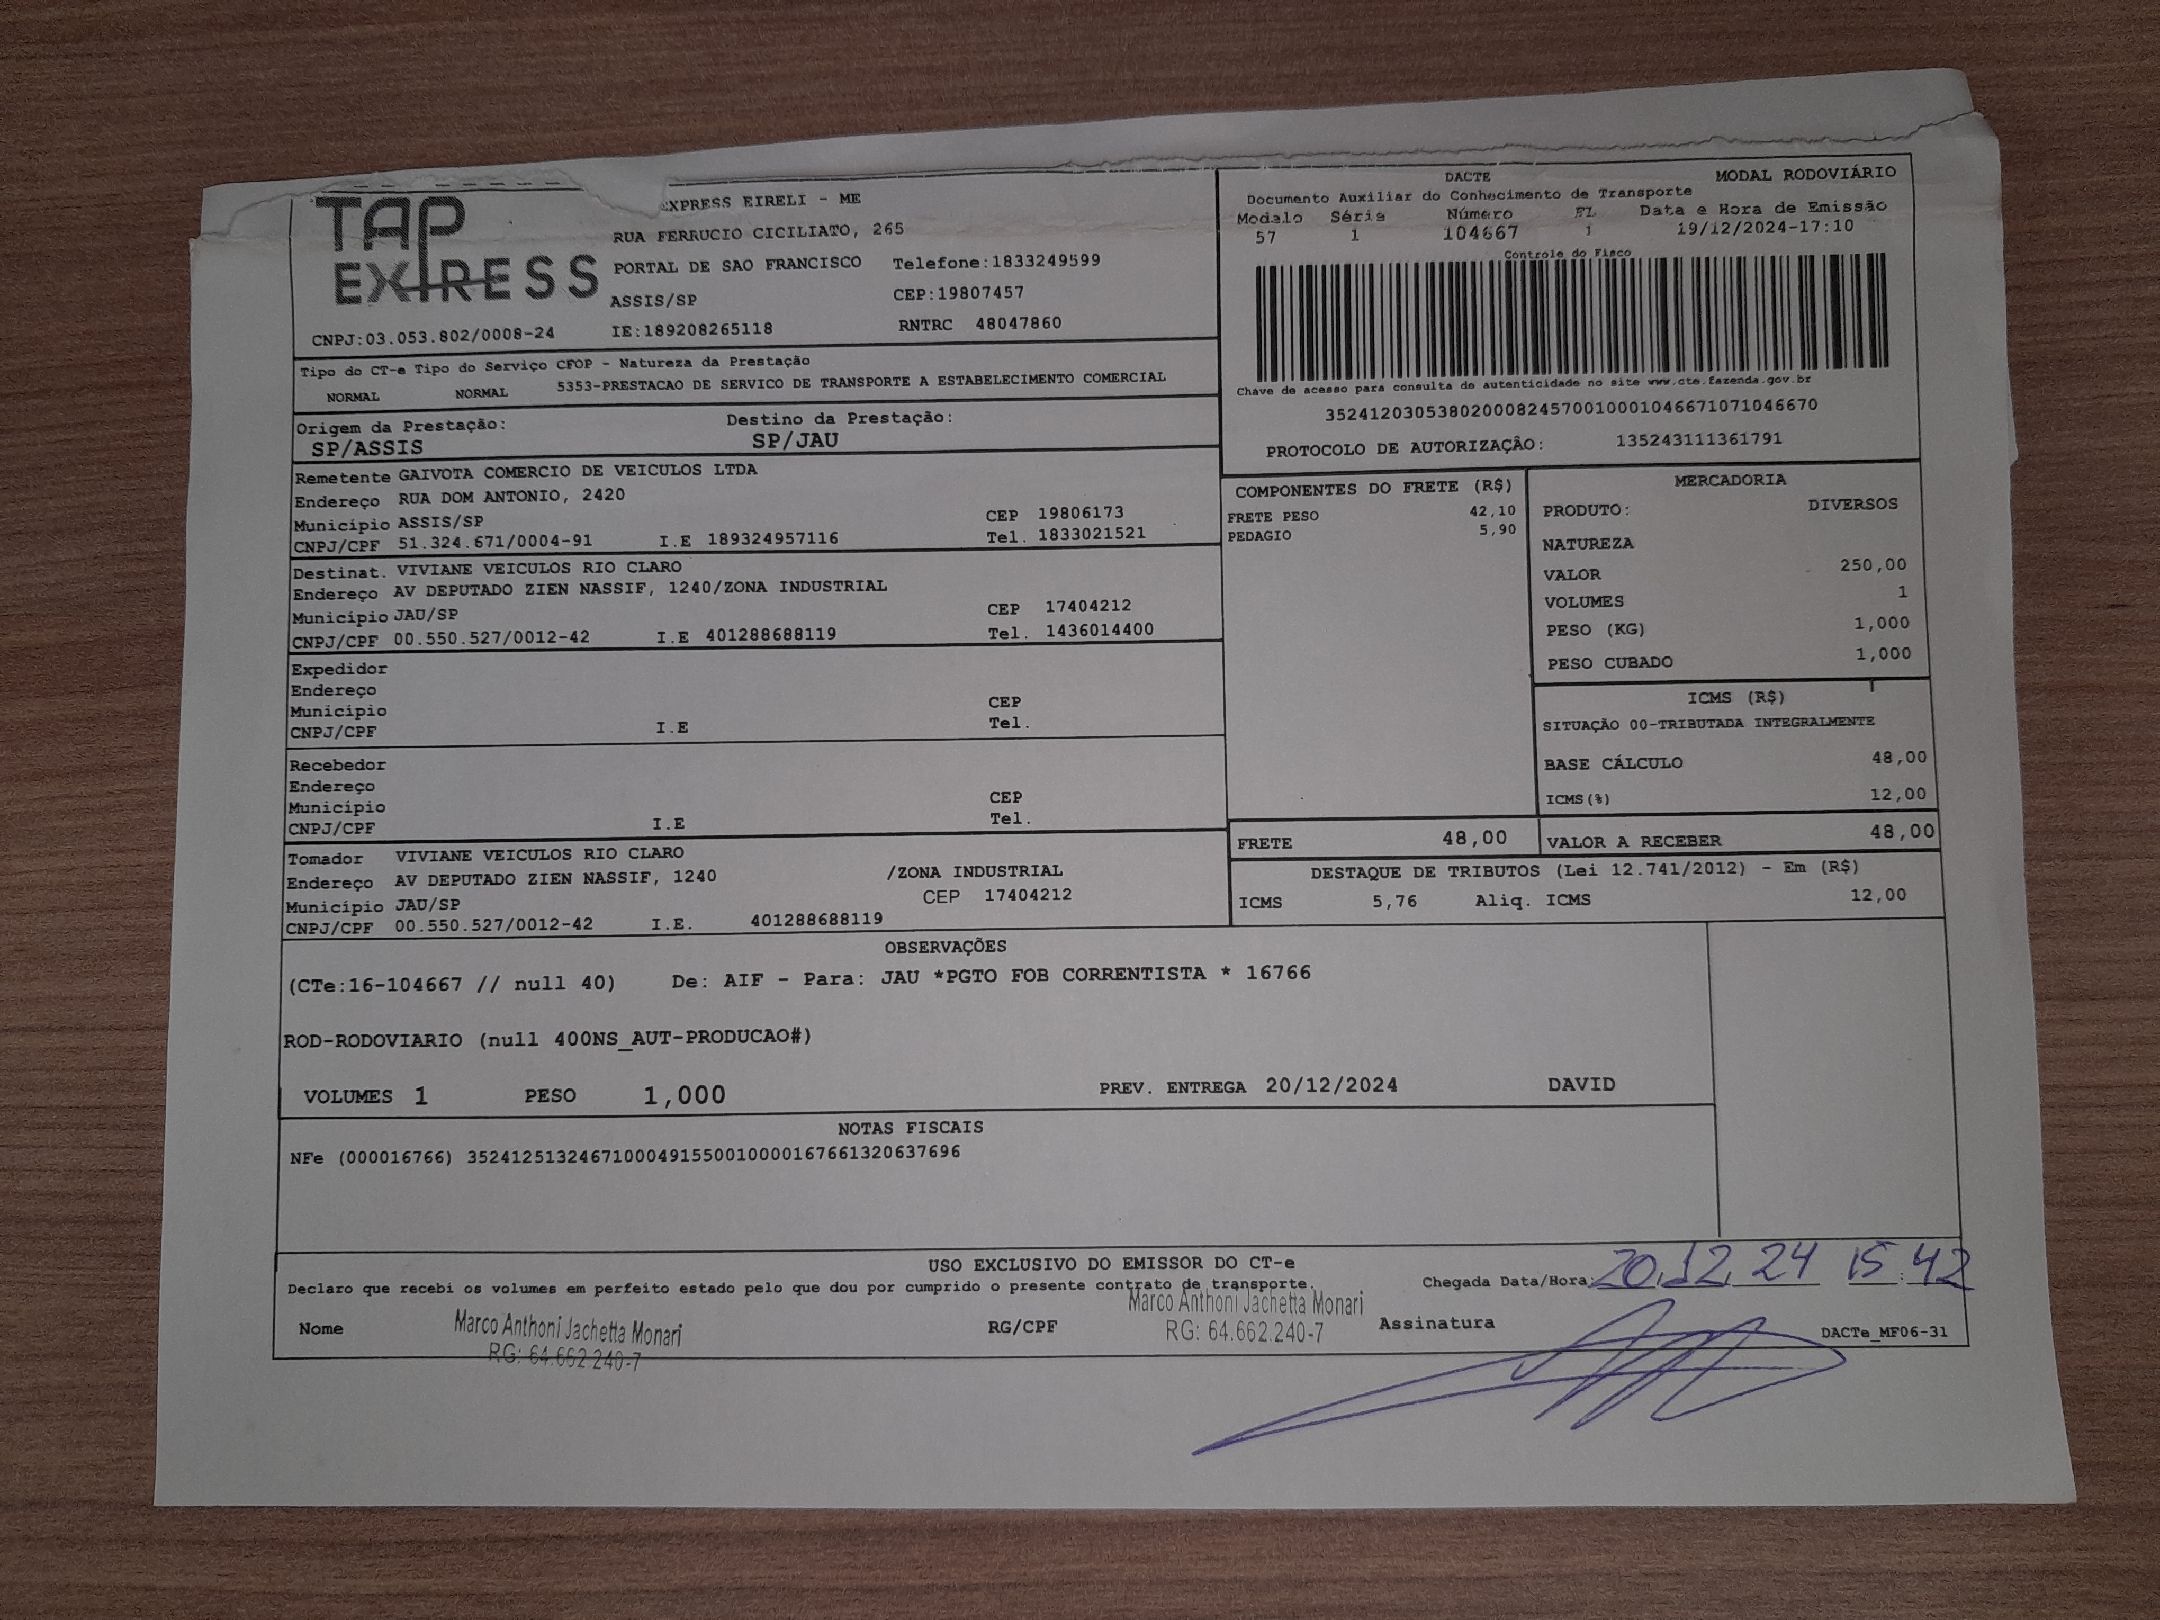 TAP
EXPRESS
EXPRESS EIRELI - ME
RUA FERRUCIO CICILIATO, 265
PORTAL DE SAO FRANCISCO Telefone:1833249599
ASSIS/SP CEP:19807457
CNPJ:03.053.802/0008-24 IE:189208265118 RNTRC 48047860
DACTE MODAL RODOVIÁRIO
Documento Auxiliar do Conhecimento de Transporte
Modelo Série Número FL Data e Hora de Emissão
57 1 104667 1 19/12/2024-17:10
Controle do Fisco
Chave de acesso para consulta de autenticidade no site www.cte.fazenda.gov.br
35241203053802000824570010001046671071046670
PROTOCOLO DE AUTORIZAÇÃO: 135243111361791
Tipo do CT-e Tipo do Serviço CFOP - Natureza da Prestação
NORMAL NORMAL 5353-PRESTACAO DE SERVICO DE TRANSPORTE A ESTABELECIMENTO COMERCIAL
Origem da Prestação: Destino da Prestação:
SP/ASSIS SP/JAU
Remetente GAIVOTA COMERCIO DE VEICULOS LTDA
Endereço RUA DOM ANTONIO, 2420
Município ASSIS/SP CEP 19806173
CNPJ/CPF 51.324.671/0004-91 I.E 189324957116 Tel. 1833021521
Destinat. VIVIANE VEICULOS RIO CLARO
Endereço AV DEPUTADO ZIEN NASSIF, 1240/ZONA INDUSTRIAL
Município JAU/SP CEP 17404212
CNPJ/CPF 00.550.527/0012-42 I.E 401288688119 Tel. 1436014400
Expedidor
Endereço
Município CEP
CNPJ/CPF I.E Tel.
Recebedor
Endereço
Município CEP
CNPJ/CPF I.E Tel.
Tomador VIVIANE VEICULOS RIO CLARO
Endereço AV DEPUTADO ZIEN NASSIF, 1240 /ZONA INDUSTRIAL
Município JAU/SP CEP 17404212
CNPJ/CPF 00.550.527/0012-42 I.E. 401288688119
COMPONENTES DO FRETE (R$)
FRETE PESO 42,10
PEDAGIO 5,90
MERCADORIA
PRODUTO: DIVERSOS
NATUREZA
VALOR 250,00
VOLUMES 1
PESO (KG) 1,000
PESO CUBADO 1,000
ICMS (R$)
SITUAÇÃO 00-TRIBUTADA INTEGRALMENTE
BASE CÁLCULO 48,00
ICMS(%) 12,00
FRETE 48,00 VALOR A RECEBER 48,00
DESTAQUE DE TRIBUTOS (Lei 12.741/2012) - Em (R$)
ICMS 5,76 Aliq. ICMS 12,00
OBSERVAÇÕES
(CTe:16-104667 // null 40) De: AIF - Para: JAU *PGTO FOB CORRENTISTA * 16766
ROD-RODOVIARIO (null 400NS_AUT-PRODUCAO#)
VOLUMES 1 PESO 1,000 PREV. ENTREGA 20/12/2024 DAVID
NOTAS FISCAIS
NFe (000016766) 35241251324671000491550010000167661320637696
USO EXCLUSIVO DO EMISSOR DO CT-e
Declaro que recebi os volumes em perfeito estado pelo que dou por cumprido o presente contrato de transporte. Chegada Data/Hora: 20.12.24 15:42
Nome Marco Anthoni Jachetta Monari RG/CPF Marco Anthoni Jachetta Monari Assinatura
RG: 64.662.240-7 RG: 64.662.240-7 DACTe_MF06-31